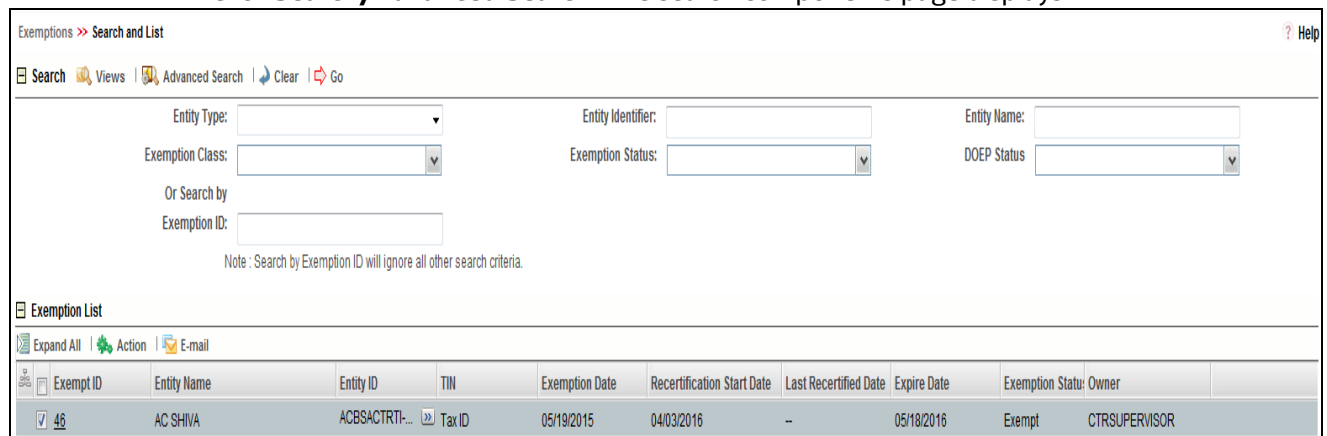 Exemptions >> Search and List ? Help
Search Views | Advanced Search | Clear | Go
Entity Type: Entity Identifier: Entity Name:
Exemption Class: Exemption Status: DOEP Status
Or Search by
Exemption ID:
Note : Search by Exemption ID will ignore all other search criteria.
Exemption List
Expand All | Action | E-mail
Exempt ID Entity Name Entity ID TIN Exemption Date Recertification Start Date Last Recertified Date Expire Date Exemption Statu Owner
46 AC SHIVA ACBSACTRTI-... >> Tax ID 05/19/2015 04/03/2016 -- 05/18/2016 Exempt CTRSUPERVISOR